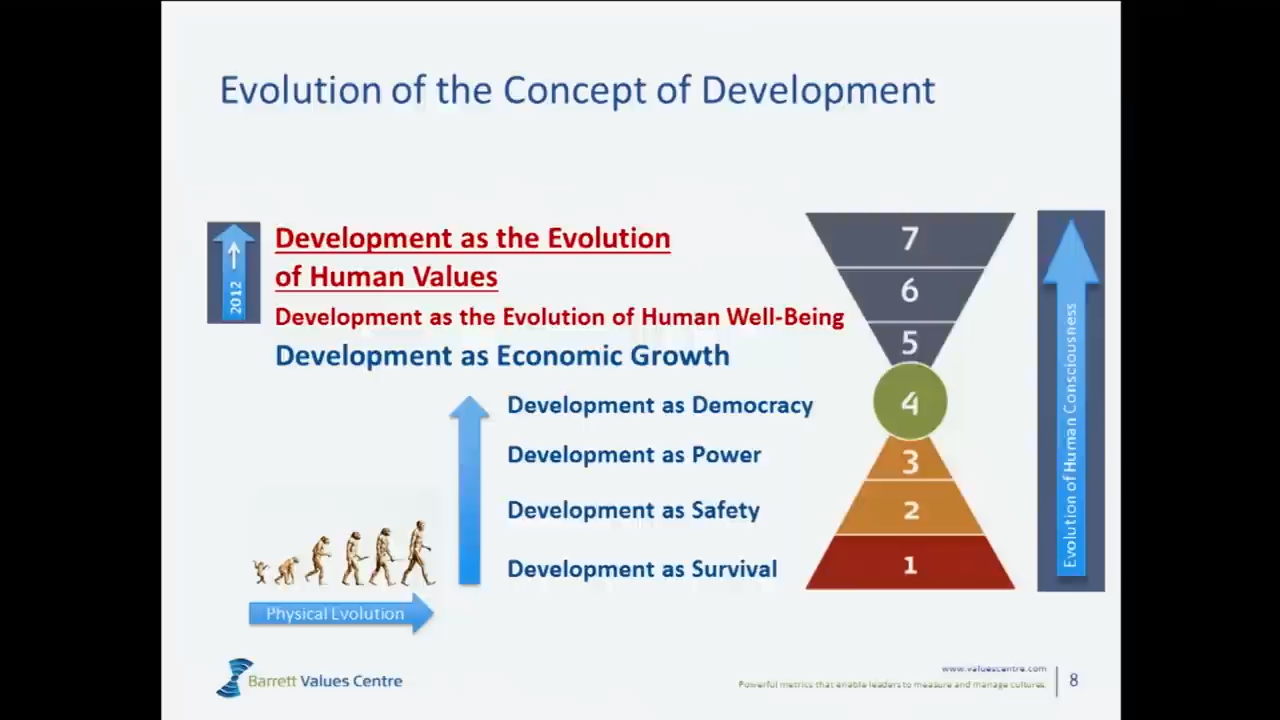 Evolution of the Concept of Development
2012
Development as the Evolution
of Human Values
Development as the Evolution of Human Well-Being
Development as Economic Growth
Development as Democracy
Development as Power
Development as Safety
Development as Survival
Physical Evolution
7
6
5
4
3
2
1
Evolution of Human Consciousness
Barrett Values Centre
www.valuescentre.com
Powerful metrics that enable leaders to measure and manage cultures.
8